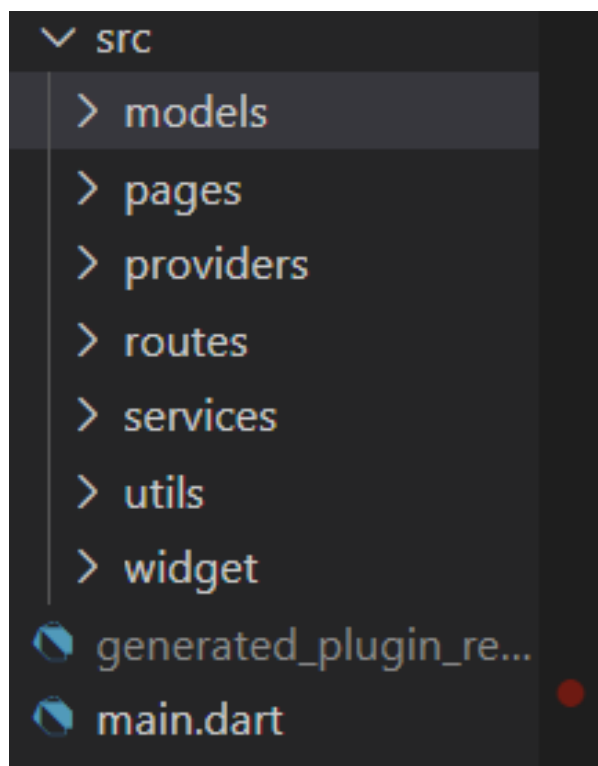 src
models
pages
providers
routes
services
utils
widget
generated_plugin_re...
main.dart